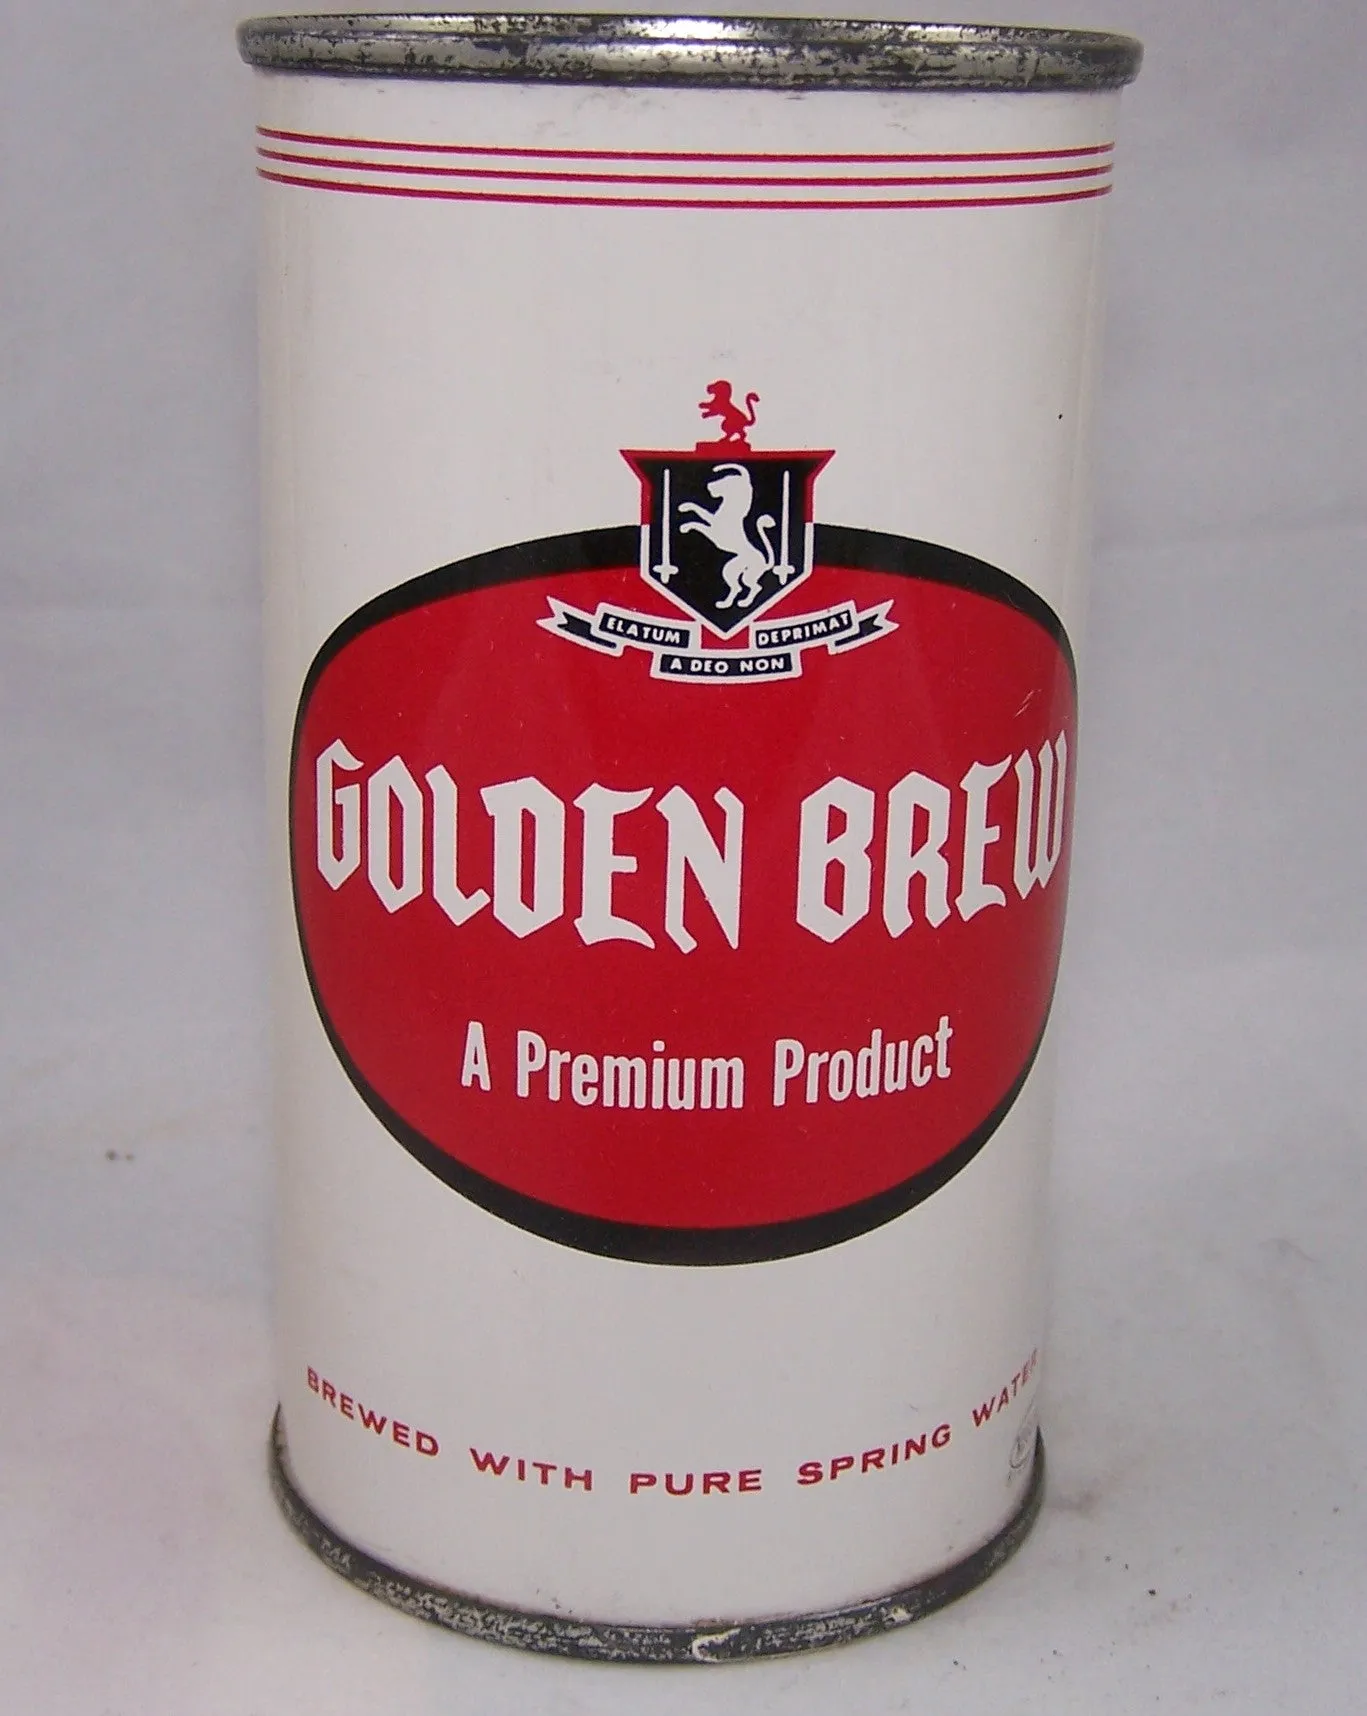 ELATUM DEPRIMAT
A DEO NON
GOLDEN BREW
A Premium Product
BREWED WITH PURE SPRING WATER